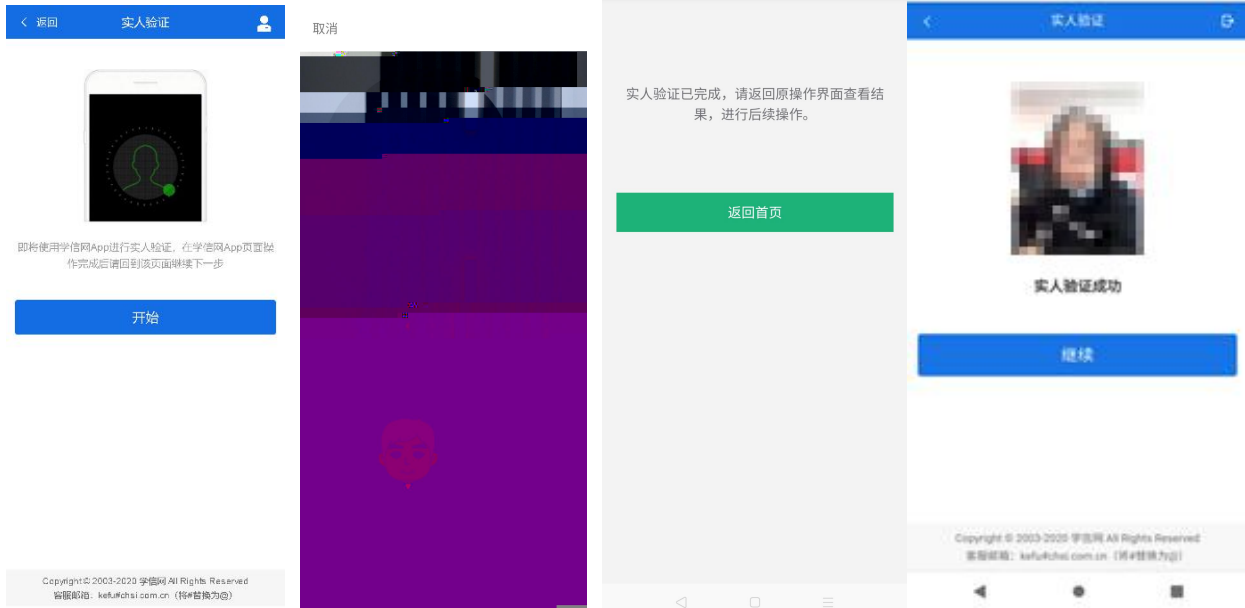 返回
实人验证
即将使用学信网App进行实人验证，在学信网App页面操
作完成后请回到该页面继续下一步
开始
Copyright © 2003-2020 学信网 All Rights Reserved
客服邮箱：kefu#chsi.com.cn（将#替换为@）
取消
实人验证已完成，请返回原操作界面查看结
果，进行后续操作。
返回首页
实人验证
实人验证成功
继续
Copyright © 2003-2020 学信网 All Rights Reserved
客服邮箱：kefu#chsi.com.cn（将#替换为@）